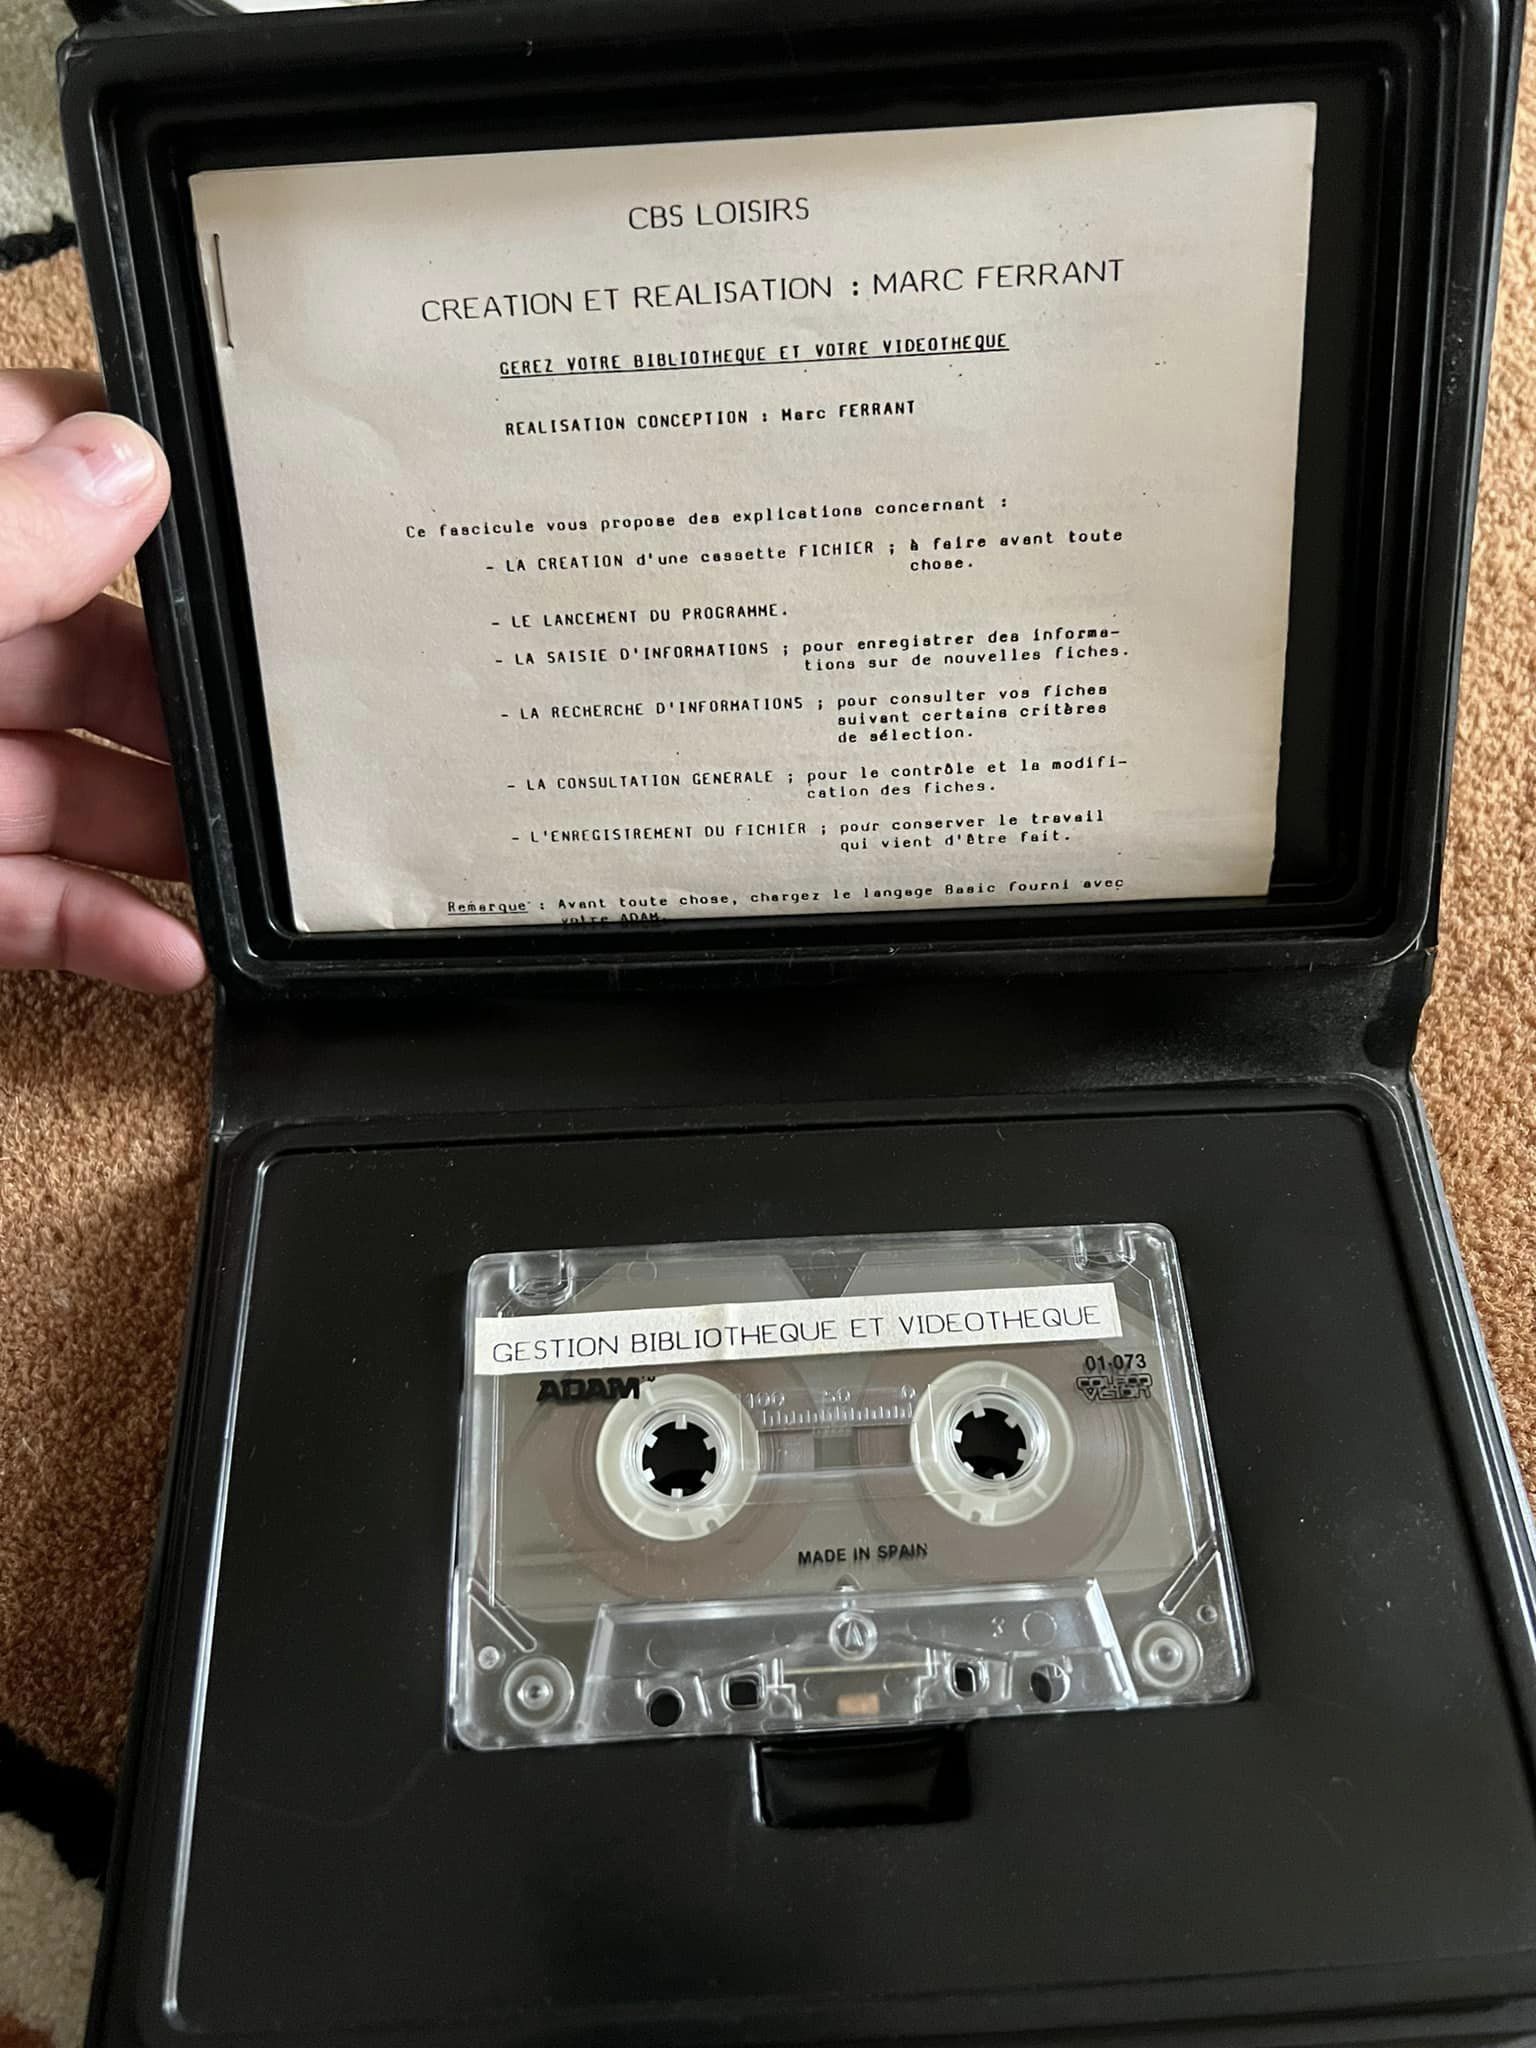 CBS LOISIRS
CREATION ET REALISATION : MARC FERRANT
GEREZ VOTRE BIBLIOTHEQUE ET VOTRE VIDEOTHEQUE
REALISATION CONCEPTION : Marc FERRANT
Ce fascicule vous propose des explications concernant :
- LA CREATION d'une cassette FICHIER ; à faire avant toute
chose.
- LE LANCEMENT DU PROGRAMME.
- LA SAISIE D'INFORMATIONS ; pour enregistrer des informa-
tions sur de nouvelles fiches.
- LA RECHERCHE D'INFORMATIONS ; pour consulter vos fiches
suivant certains critères
de sélection.
- LA CONSULTATION GENERALE ; pour le contrôle et la modifi-
cation des fiches.
- L'ENREGISTREMENT DU FICHIER ; pour conserver le travail
qui vient d'être fait.
Remarque : Avant toute chose, chargez le langage Basic fourni avec
votre ADAM.
GESTION BIBLIOTHEQUE ET VIDEOTHEQUE
ADAM™
01-073
COLECO
VISION
100 50 0
MADE IN SPAIN
A
3